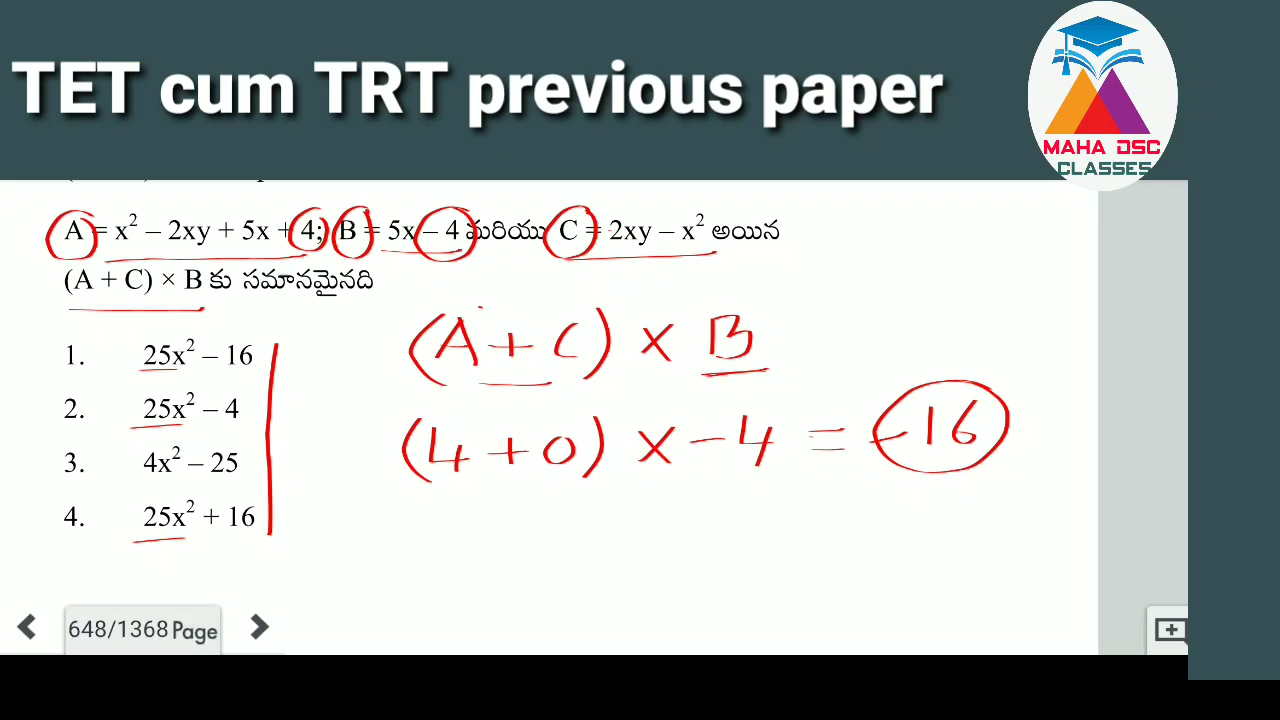 TET cum TRT previous paper
MAHA DSC
CLASSES
A = x² – 2xy + 5x + 4; B = 5x – 4 మరియు C = 2xy – x² అయిన
(A + C) × B కు సమానమైనది
1. 25x² – 16
2. 25x² – 4
3. 4x² – 25
4. 25x² + 16
(A + C) × B
(4 + 0) × -4 = -16
648/1368 Page